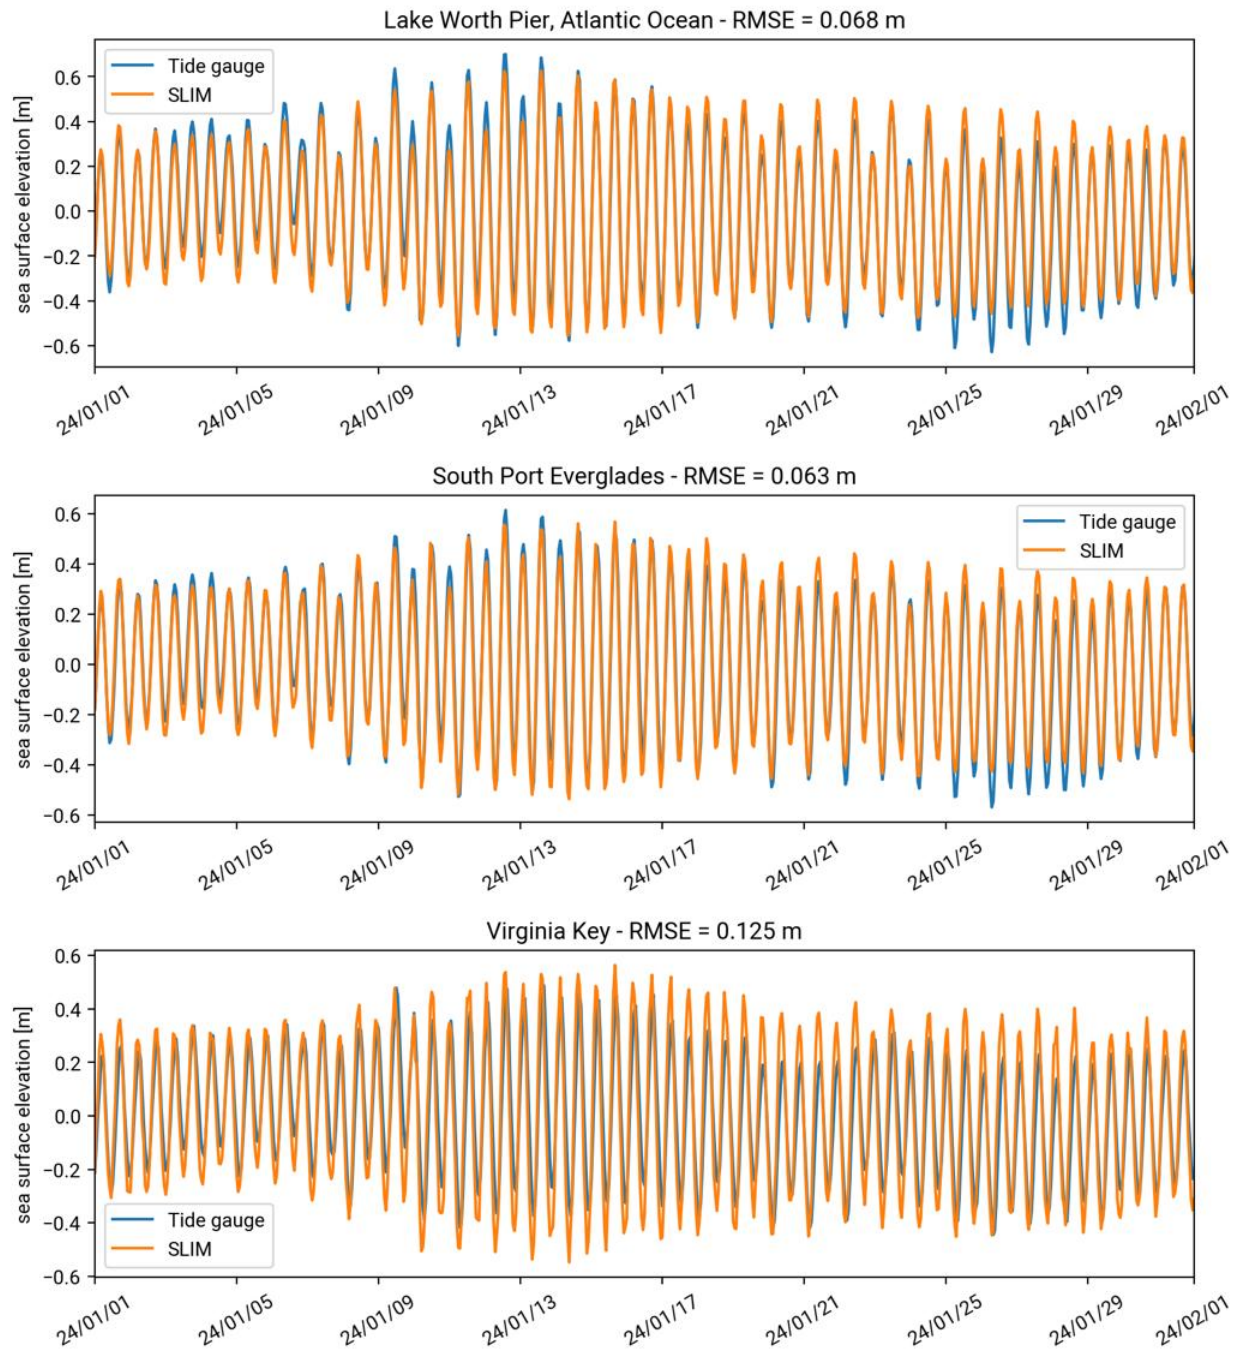 Lake Worth Pier, Atlantic Ocean - RMSE = 0.068 m
Tide gauge
SLIM
sea surface elevation [m]
0.6
0.4
0.2
0.0
−0.2
−0.4
−0.6
24/01/01 24/01/05 24/01/09 24/01/13 24/01/17 24/01/21 24/01/25 24/01/29 24/02/01
South Port Everglades - RMSE = 0.063 m
Tide gauge
SLIM
sea surface elevation [m]
0.6
0.4
0.2
0.0
−0.2
−0.4
−0.6
24/01/01 24/01/05 24/01/09 24/01/13 24/01/17 24/01/21 24/01/25 24/01/29 24/02/01
Virginia Key - RMSE = 0.125 m
sea surface elevation [m]
0.6
0.4
0.2
0.0
−0.2
−0.4
−0.6
Tide gauge
SLIM
24/01/01 24/01/05 24/01/09 24/01/13 24/01/17 24/01/21 24/01/25 24/01/29 24/02/01